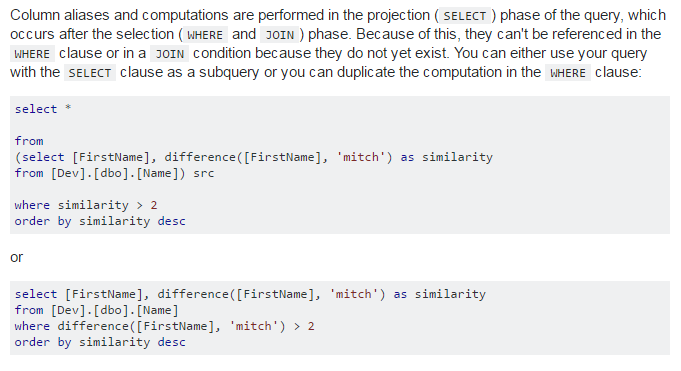 Column aliases and computations are performed in the projection ( SELECT ) phase of the query, which
occurs after the selection ( WHERE and JOIN ) phase. Because of this, they can't be referenced in the
WHERE clause or in a JOIN condition because they do not yet exist. You can either use your query
with the SELECT clause as a subquery or you can duplicate the computation in the WHERE clause:
select *
from
(select [FirstName], difference([FirstName], 'mitch') as similarity
from [Dev].[dbo].[Name]) src
where similarity > 2
order by similarity desc
or
select [FirstName], difference([FirstName], 'mitch') as similarity
from [Dev].[dbo].[Name]
where difference([FirstName], 'mitch') > 2
order by similarity desc